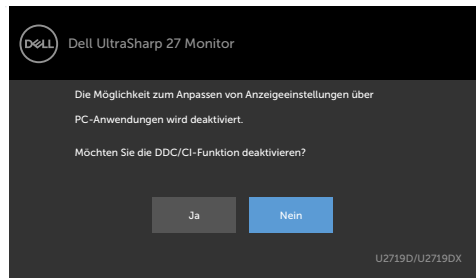 DELL
Dell UltraSharp 27 Monitor
Die Möglichkeit zum Anpassen von Anzeigeeinstellungen über
PC-Anwendungen wird deaktiviert.
Möchten Sie die DDC/CI-Funktion deaktivieren?
Ja
Nein
U2719D/U2719DX